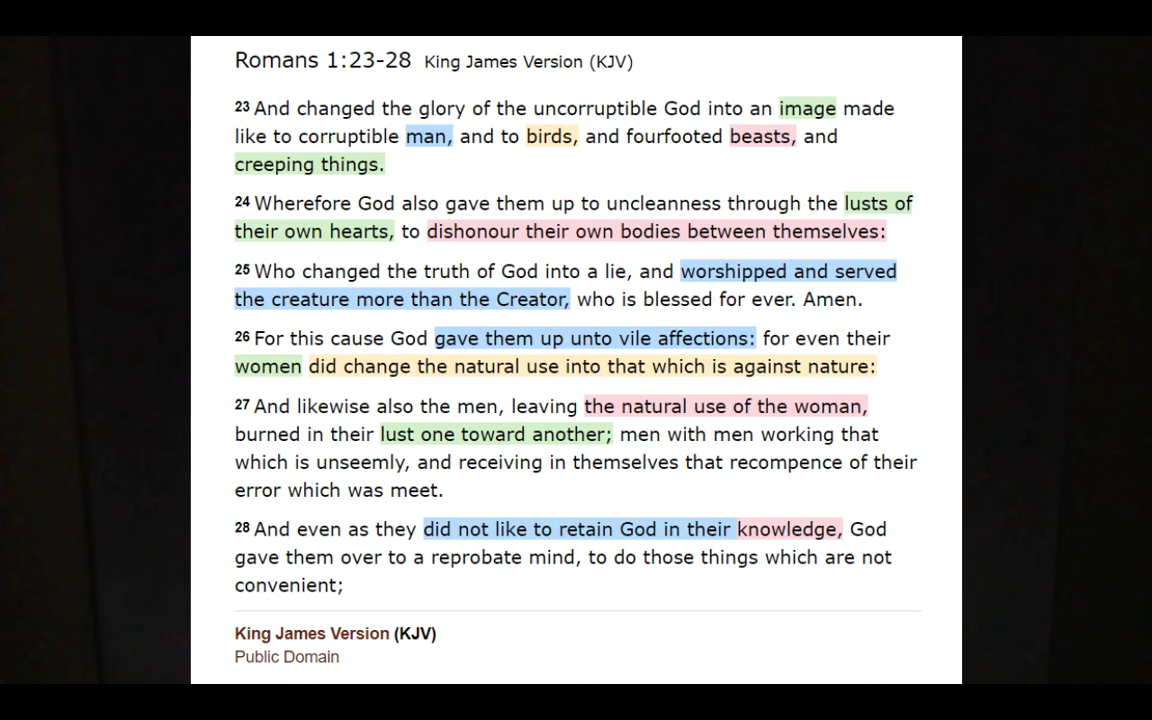 Romans 1:23-28 King James Version (KJV)
23 And changed the glory of the uncorruptible God into an image made
like to corruptible man, and to birds, and fourfooted beasts, and
creeping things.
24 Wherefore God also gave them up to uncleanness through the lusts of
their own hearts, to dishonour their own bodies between themselves:
25 Who changed the truth of God into a lie, and worshipped and served
the creature more than the Creator, who is blessed for ever. Amen.
26 For this cause God gave them up unto vile affections: for even their
women did change the natural use into that which is against nature:
27 And likewise also the men, leaving the natural use of the woman,
burned in their lust one toward another; men with men working that
which is unseemly, and receiving in themselves that recompence of their
error which was meet.
28 And even as they did not like to retain God in their knowledge, God
gave them over to a reprobate mind, to do those things which are not
convenient;
King James Version (KJV)
Public Domain